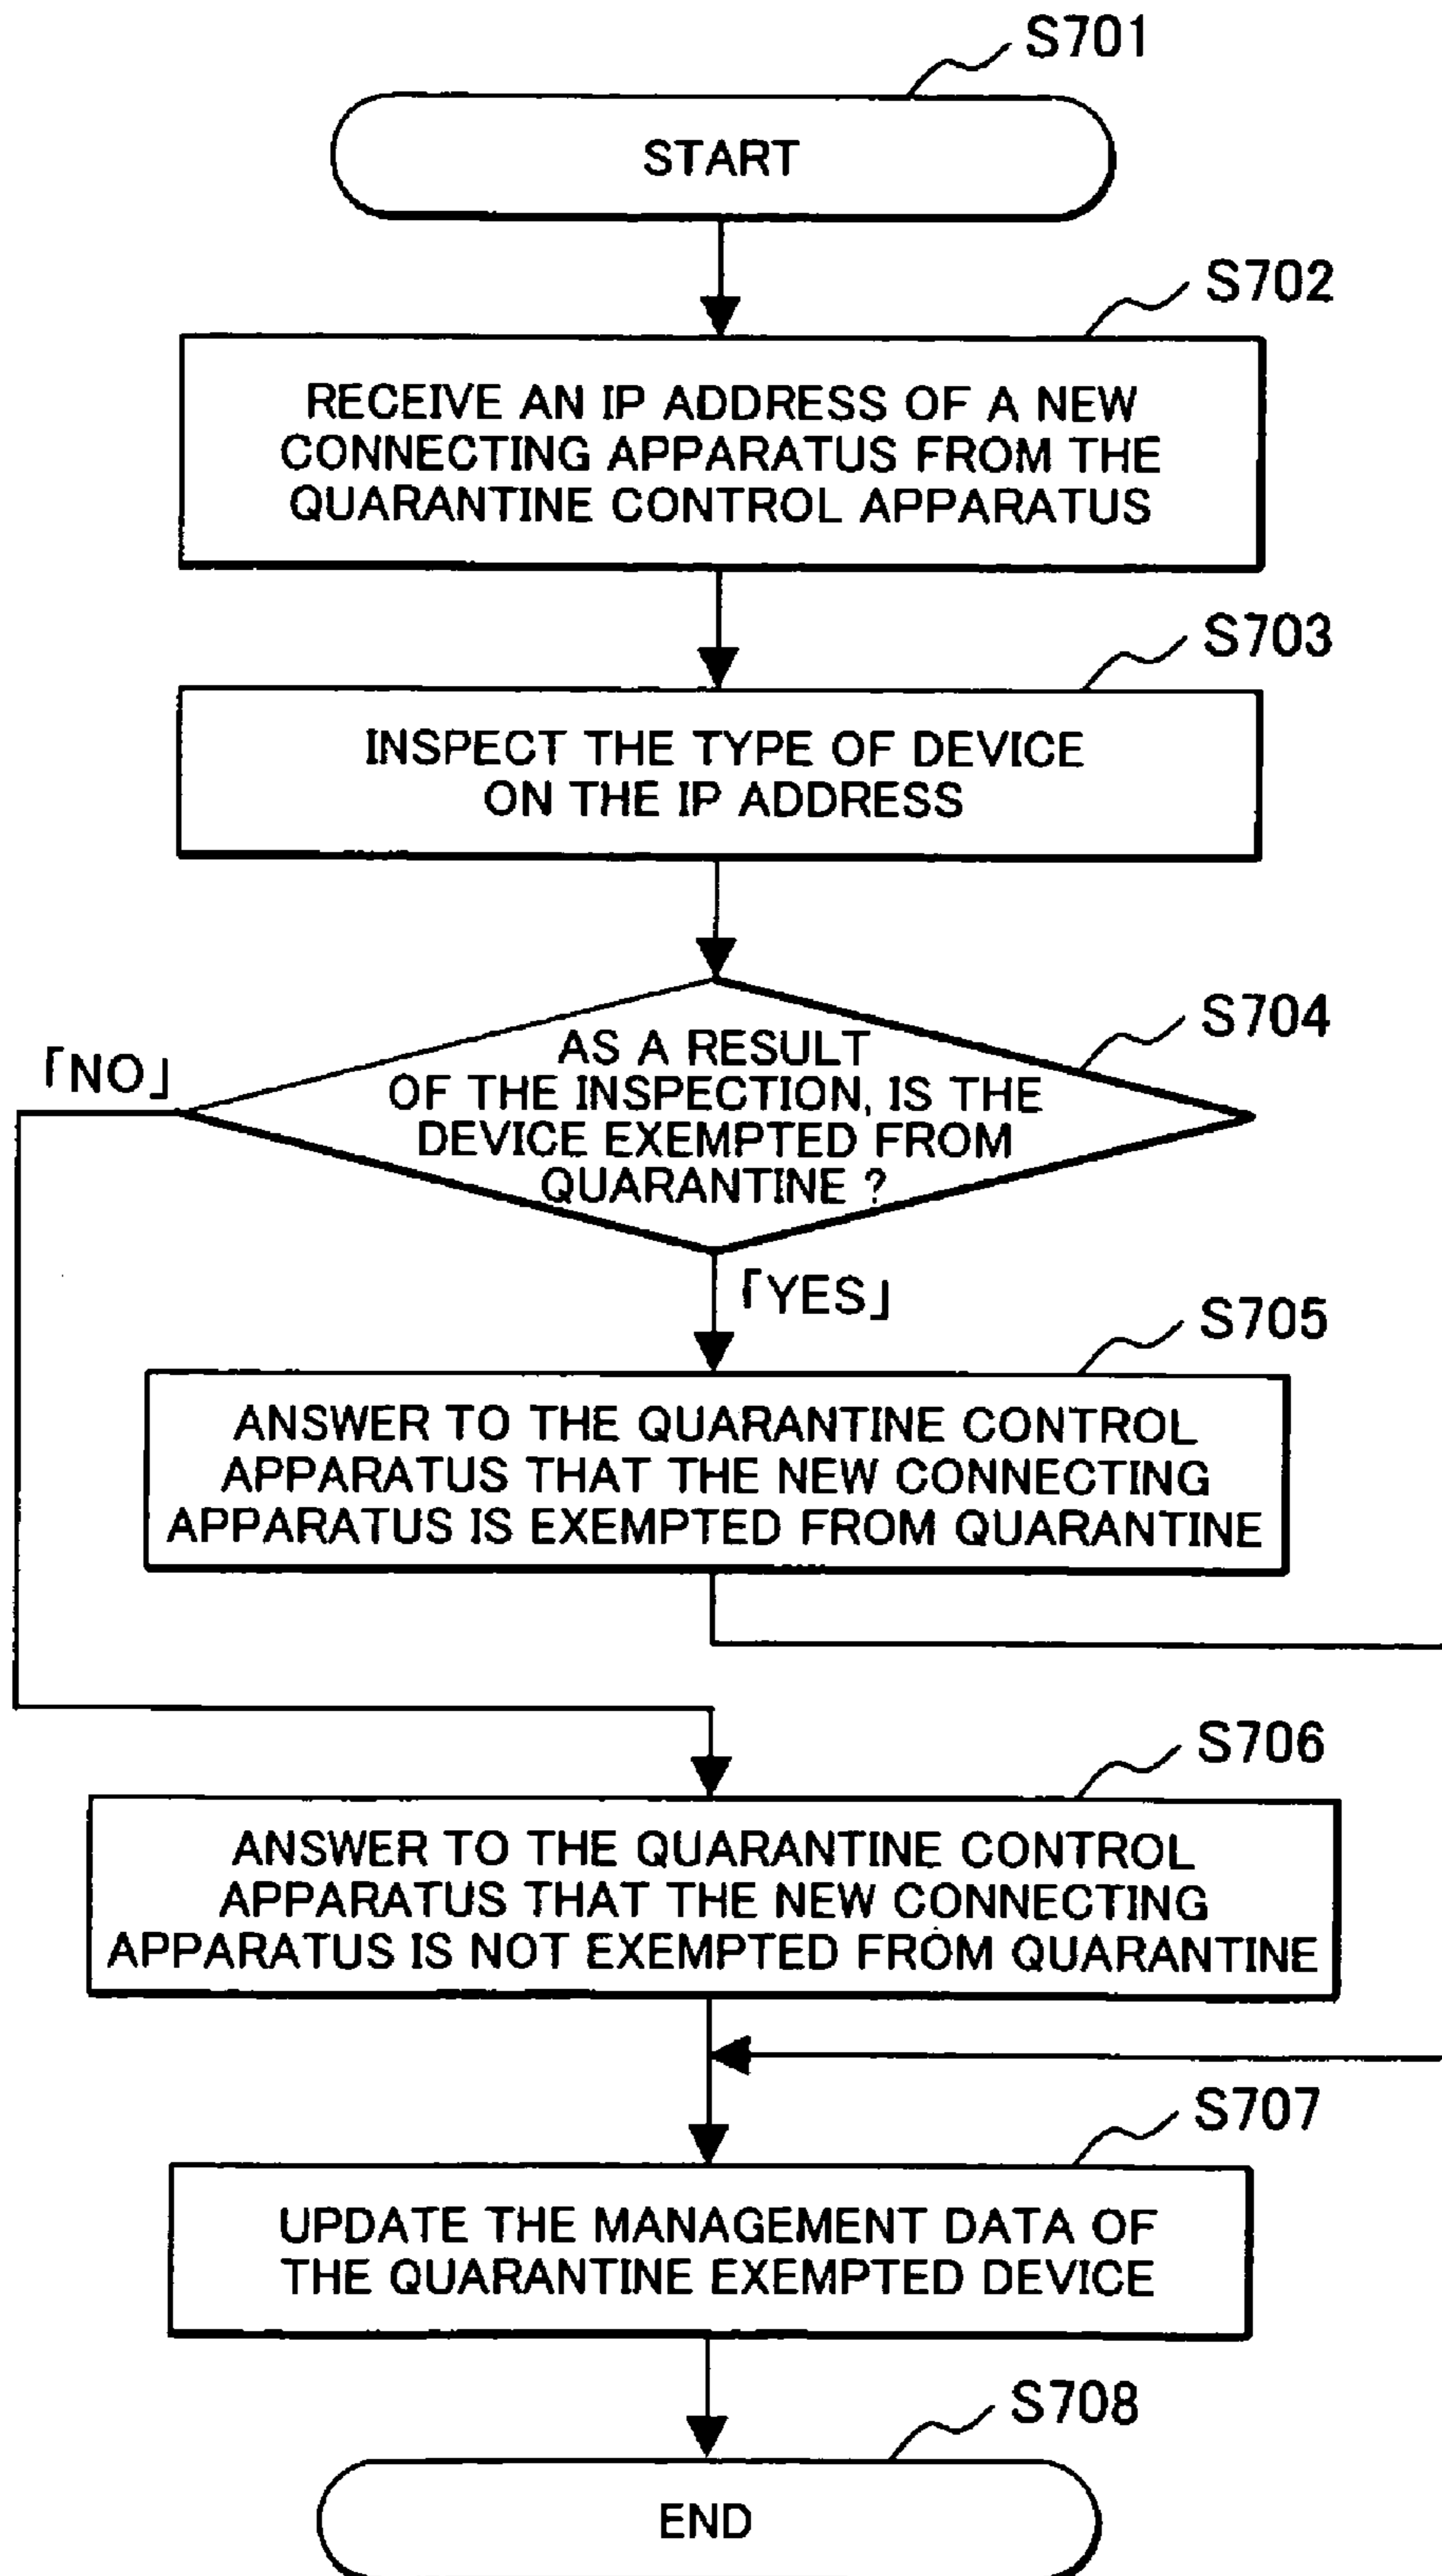 S701
START
S702
RECEIVE AN IP ADDRESS OF A NEW
CONNECTING APPARATUS FROM THE
QUARANTINE CONTROL APPARATUS
S703
INSPECT THE TYPE OF DEVICE
ON THE IP ADDRESS
S704
「NO」
AS A RESULT
OF THE INSPECTION, IS THE
DEVICE EXEMPTED FROM
QUARANTINE ?
「YES」
S705
ANSWER TO THE QUARANTINE CONTROL
APPARATUS THAT THE NEW CONNECTING
APPARATUS IS EXEMPTED FROM QUARANTINE
S706
ANSWER TO THE QUARANTINE CONTROL
APPARATUS THAT THE NEW CONNECTING
APPARATUS IS NOT EXEMPTED FROM QUARANTINE
S707
UPDATE THE MANAGEMENT DATA OF
THE QUARANTINE EXEMPTED DEVICE
S708
END